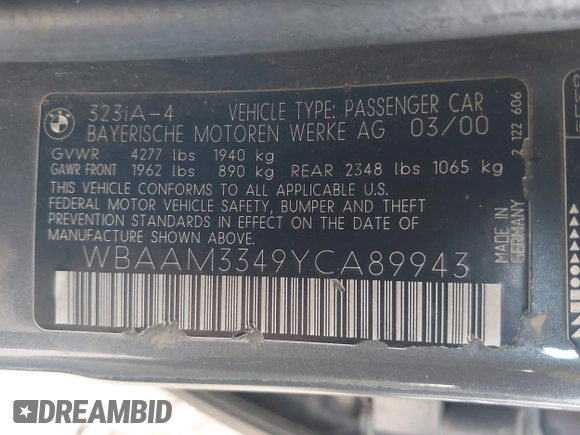 BMW
323iA-4 VEHICLE TYPE: PASSENGER CAR
BAYERISCHE MOTOREN WERKE AG 03/00
GVWR 4277 lbs 1940 kg
GAWR FRONT 1962 lbs 890 kg REAR 2348 lbs 1065 kg
THIS VEHICLE CONFORMS TO ALL APPLICABLE U.S.
FEDERAL MOTOR VEHICLE SAFETY, BUMPER AND THEFT
PREVENTION STANDARDS IN EFFECT ON THE DATE OF
MANUFACTURE SHOWN ABOVE.
WBAAM3349YCA89943
MADE IN
GERMANY
2 122 606
DREAMBID